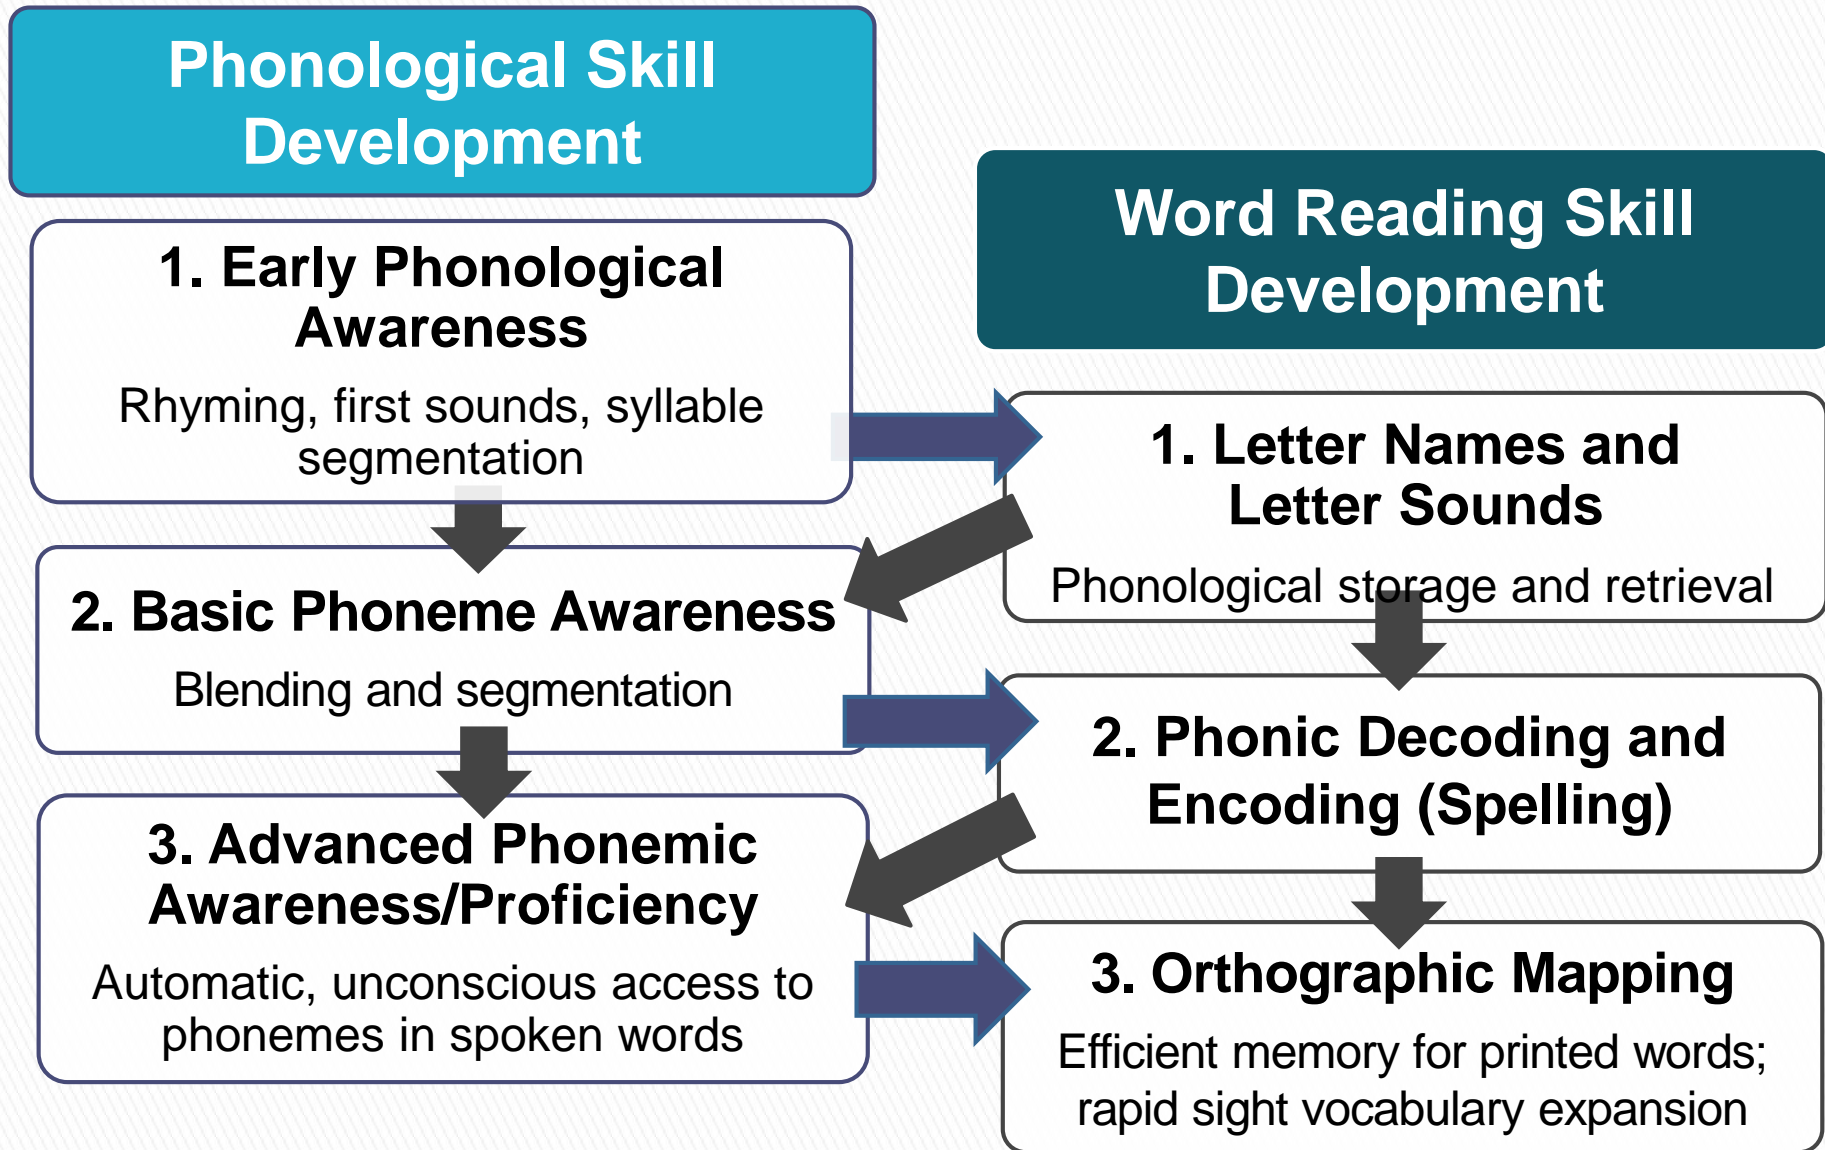 Phonological Skill
Development
1. Early Phonological
Awareness
Rhyming, first sounds, syllable
segmentation
2. Basic Phoneme Awareness
Blending and segmentation
3. Advanced Phonemic
Awareness/Proficiency
Automatic, unconscious access to
phonemes in spoken words
Word Reading Skill
Development
1. Letter Names and
Letter Sounds
Phonological storage and retrieval
2. Phonic Decoding and
Encoding (Spelling)
3. Orthographic Mapping
Efficient memory for printed words;
rapid sight vocabulary expansion